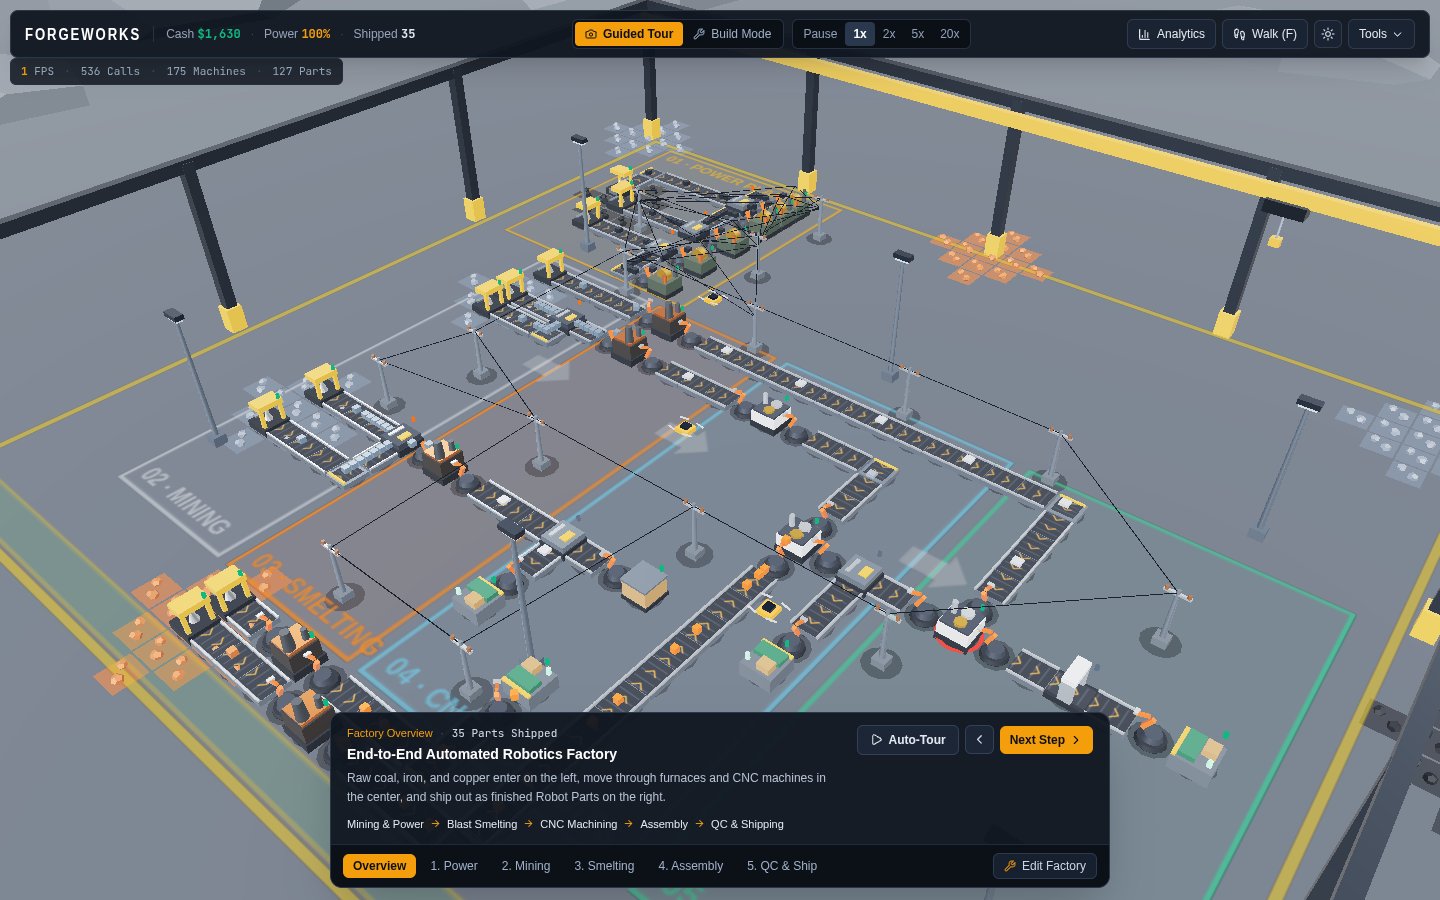 FORGEWORKS
Cash $1,630 · Power 100% · Shipped 35
Guided Tour
Build Mode
Pause 1x 2x 5x 20x
Analytics
Walk (F)
Tools
1 FPS · 536 Calls · 175 Machines · 127 Parts
01 · POWER
02 · MINING
03 · SMELTING
04 · CN
Factory Overview · 35 Parts Shipped
End-to-End Automated Robotics Factory
Raw coal, iron, and copper enter on the left, move through furnaces and CNC machines in
the center, and ship out as finished Robot Parts on the right.
Mining & Power → Blast Smelting → CNC Machining → Assembly → QC & Shipping
Auto-Tour
Next Step
Overview
1. Power
2. Mining
3. Smelting
4. Assembly
5. QC & Ship
Edit Factory